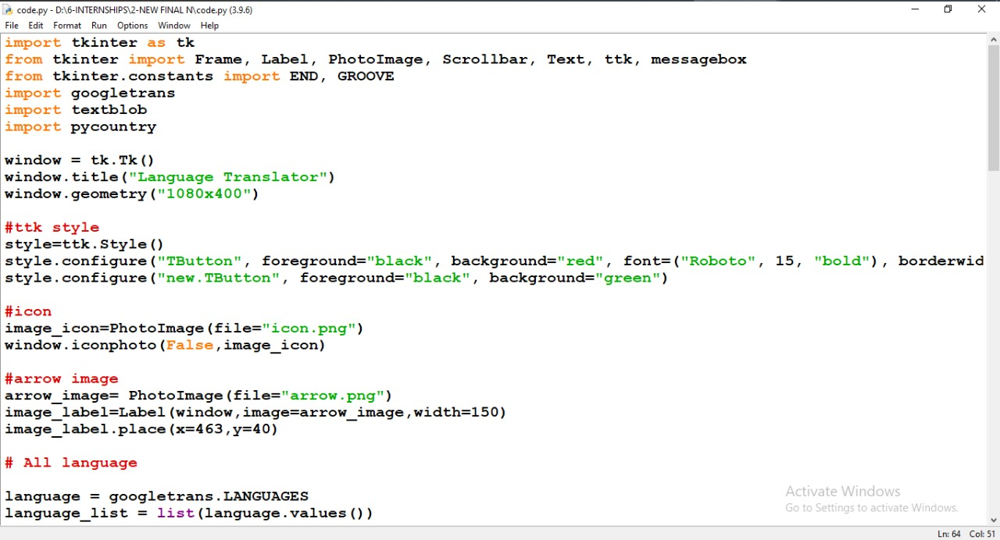 code.py - D:\6-INTERNSHIPS\2-NEW FINAL N\code.py (3.9.6)
File Edit Format Run Options Window Help
import tkinter as tk
from tkinter import Frame, Label, PhotoImage, Scrollbar, Text, ttk, messagebox
from tkinter.constants import END, GROOVE
import googletrans
import textblob
import pycountry
window = tk.Tk()
window.title("Language Translator")
window.geometry("1080x400")
#ttk style
style=ttk.Style()
style.configure("TButton", foreground="black", background="red", font=("Roboto", 15, "bold"), borderwid
style.configure("new.TButton", foreground="black", background="green")
#icon
image_icon=PhotoImage(file="icon.png")
window.iconphoto(False,image_icon)
#arrow image
arrow_image= PhotoImage(file="arrow.png")
image_label=Label(window,image=arrow_image,width=150)
image_label.place(x=463,y=40)
# All language
language = googletrans.LANGUAGES
language_list = list(language.values())
Activate Windows
Go to Settings to activate Windows.
Ln: 64 Col: 51